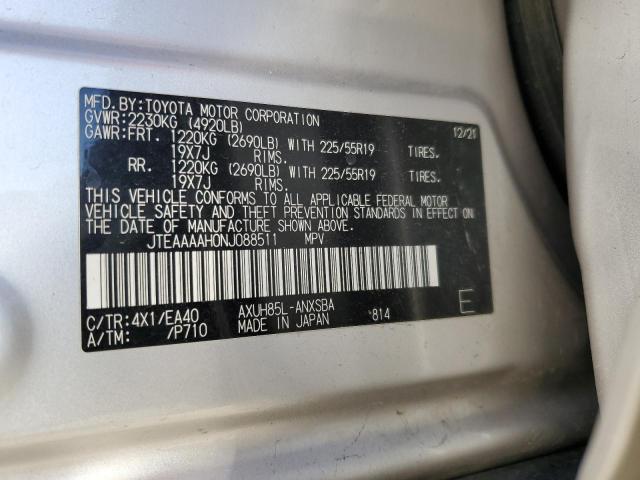 MFD.BY:TOYOTA MOTOR CORPORATION 12/21
GVWR:2230KG (4920LB)
GAWR:FRT. 1220KG (2690LB) WITH 225/55R19 TIRES,
19X7J RIMS.
RR. 1220KG (2690LB) WITH 225/55R19 TIRES,
19X7J RIMS.
THIS VEHICLE CONFORMS TO ALL APPLICABLE FEDERAL MOTOR
VEHICLE SAFETY AND THEFT PREVENTION STANDARDS IN EFFECT ON
THE DATE OF MANUFACTURE SHOWN ABOVE.
JTEAAAAH0NJ088511 MPV
C/TR:4X1/EA40 AXUH85L-ANXSBA *814 E
A/TM: /P710 MADE IN JAPAN